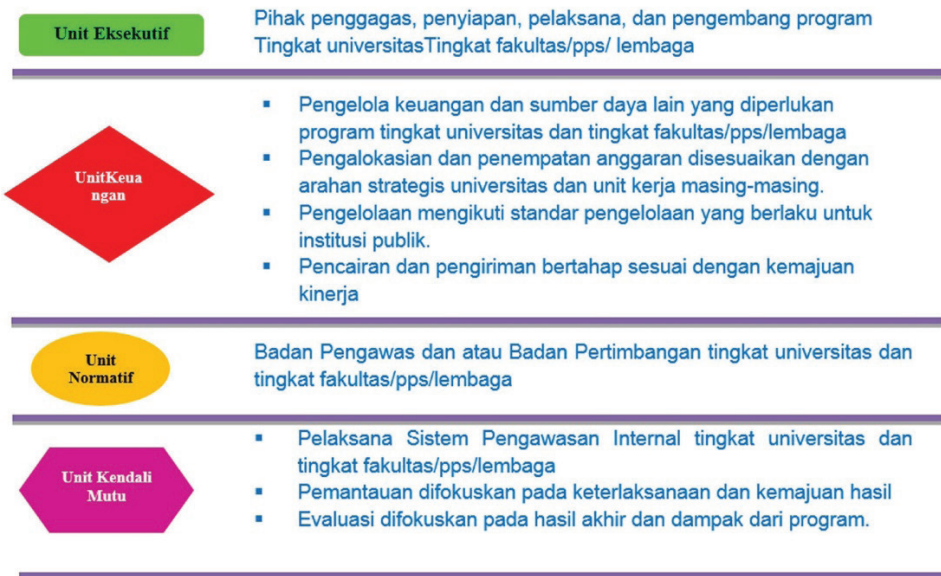 Unit Eksekutif
Pihak penggagas, penyiapan, pelaksana, dan pengembang program
Tingkat universitasTingkat fakultas/pps/ lembaga
UnitKeua
ngan
▪ Pengelola keuangan dan sumber daya lain yang diperlukan
program tingkat universitas dan tingkat fakultas/pps/lembaga
▪ Pengalokasian dan penempatan anggaran disesuaikan dengan
arahan strategis universitas dan unit kerja masing-masing.
▪ Pengelolaan mengikuti standar pengelolaan yang berlaku untuk
institusi publik.
▪ Pencairan dan pengiriman bertahap sesuai dengan kemajuan
kinerja
Unit
Normatif
Badan Pengawas dan atau Badan Pertimbangan tingkat universitas dan
tingkat fakultas/pps/lembaga
Unit Kendali
Mutu
▪ Pelaksana Sistem Pengawasan Internal tingkat universitas dan
tingkat fakultas/pps/lembaga
▪ Pemantauan difokuskan pada keterlaksanaan dan kemajuan hasil
▪ Evaluasi difokuskan pada hasil akhir dan dampak dari program.